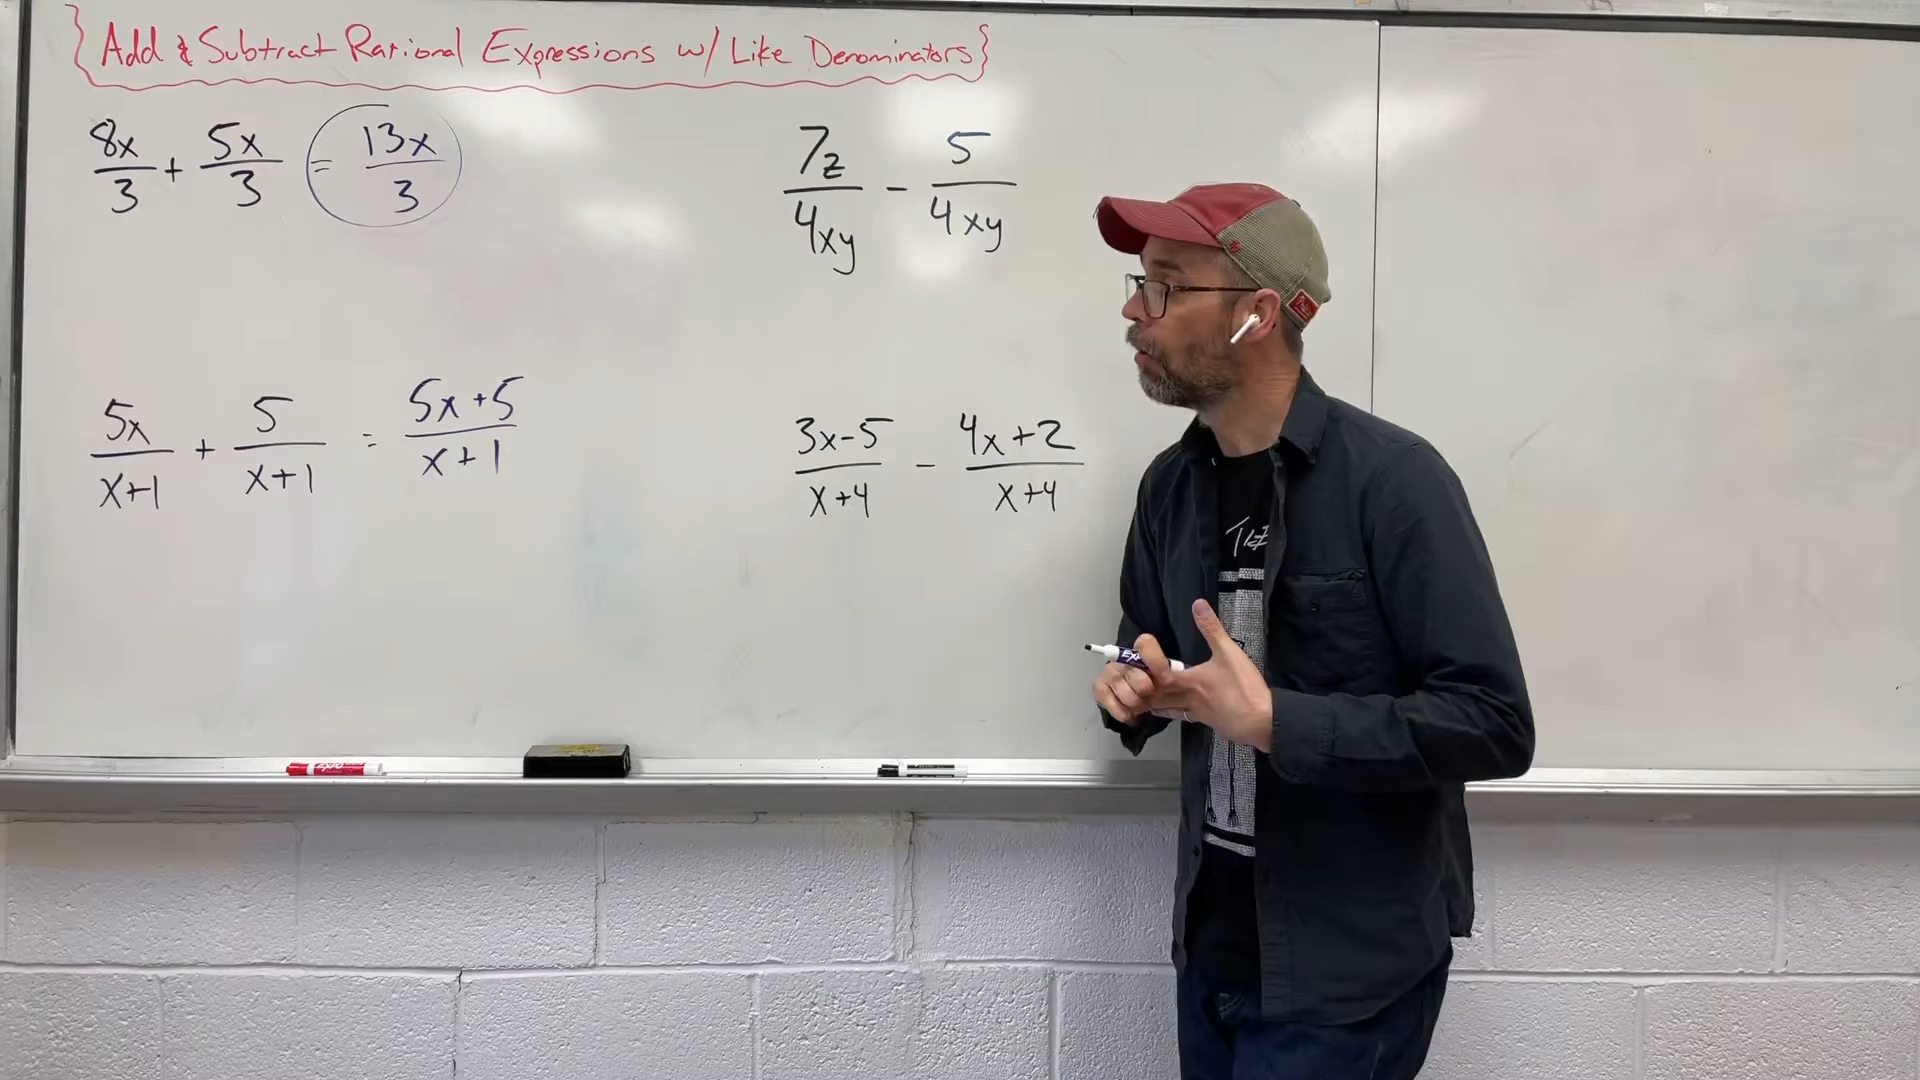 {Add & Subtract Rational Expressions w/ Like Denominators}
8x/3 + 5x/3 = 13x/3
7z/4xy - 5/4xy
5x/x+1 + 5/x+1 = 5x+5/x+1
3x-5/x+4 - 4x+2/x+4